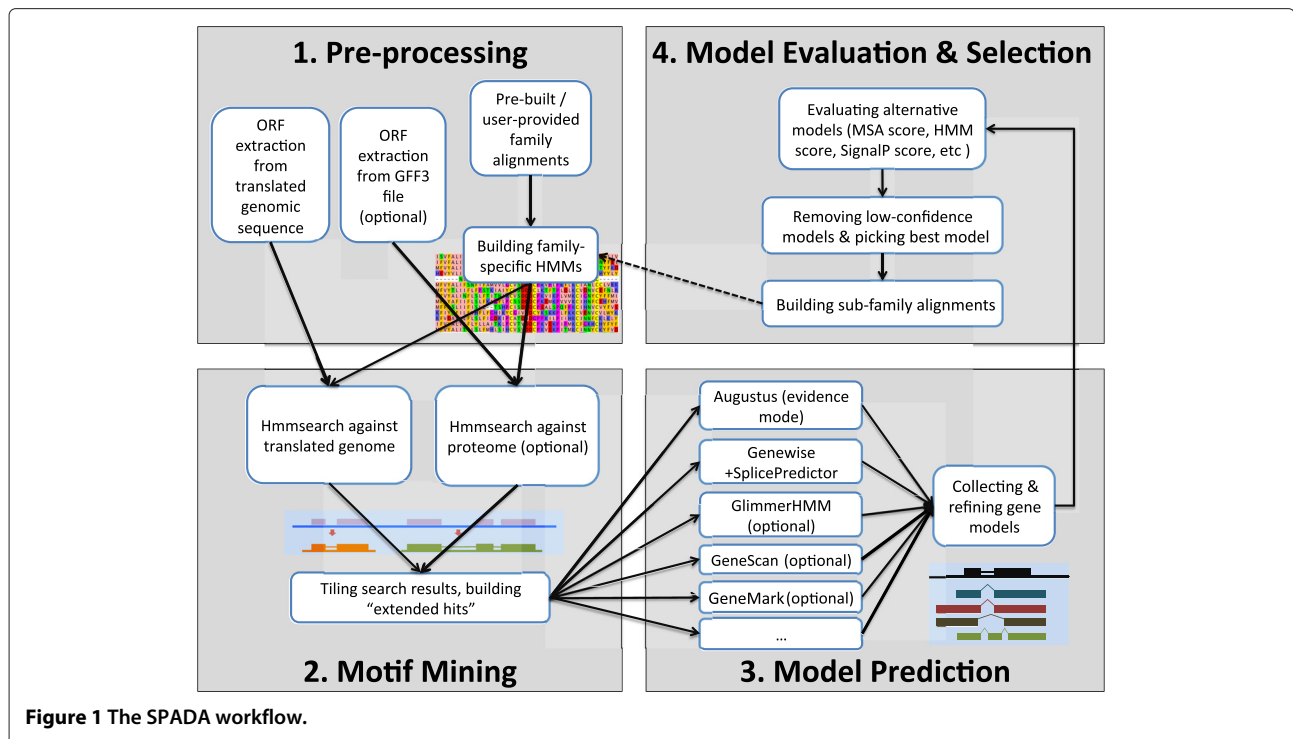 1. Pre-processing
ORF
extraction
from
translated
genomic
sequence
ORF
extraction
from GFF3
file
(optional)
Pre-built /
user-provided
family
alignments
Building family-
specific HMMs
4. Model Evaluation & Selection
Evaluating alternative
models (MSA score, HMM
score, SignalP score, etc )
Removing low-confidence
models & picking best model
Building sub-family alignments
Hmmsearch against
translated genome
Hmmsearch against
proteome (optional)
Tiling search results, building
“extended hits”
2. Motif Mining
Augustus (evidence
mode)
Genewise
+SplicePredictor
GlimmerHMM
(optional)
GeneScan (optional)
GeneMark(optional)
...
Collecting &
refining gene
models
3. Model Prediction
Figure 1 The SPADA workflow.